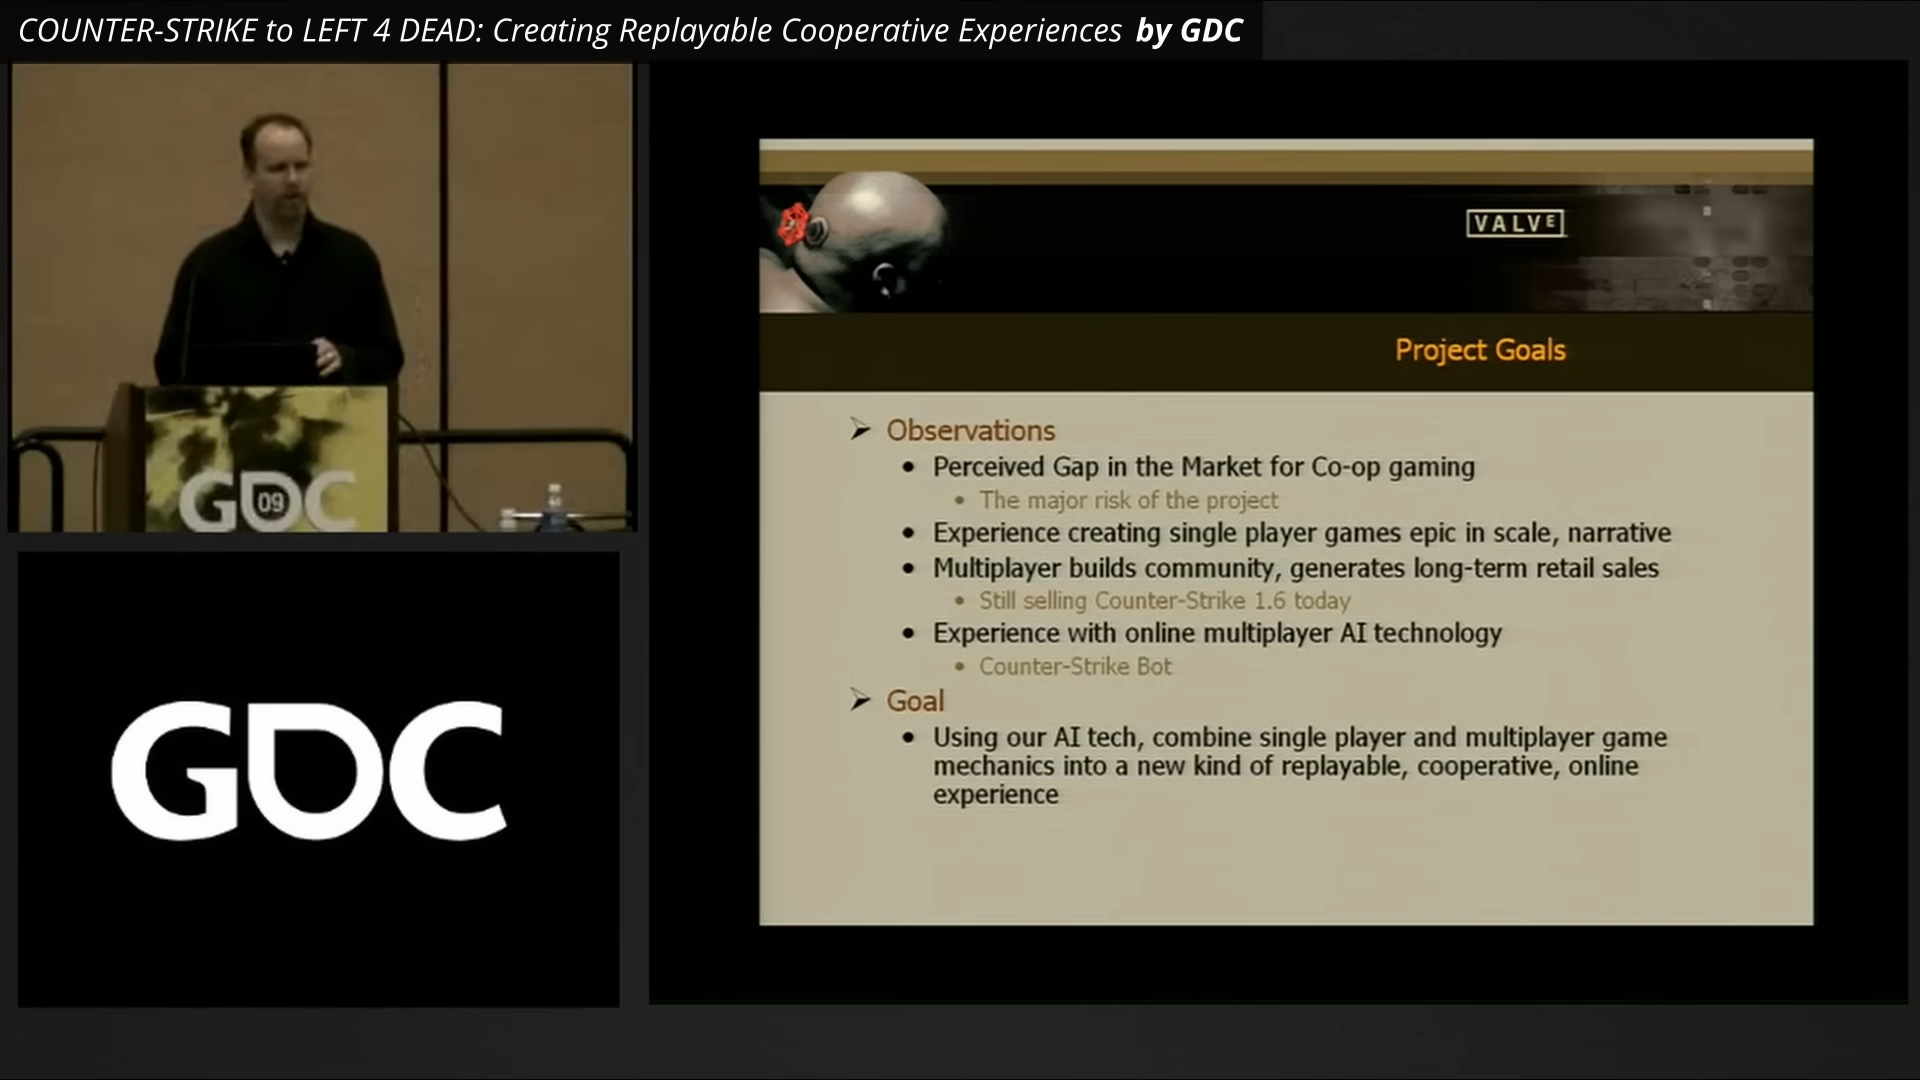 COUNTER-STRIKE to LEFT 4 DEAD: Creating Replayable Cooperative Experiences by GDC
GDC
09
GDC
VALVE
Project Goals
Observations
Perceived Gap in the Market for Co-op gaming
The major risk of the project
Experience creating single player games epic in scale, narrative
Multiplayer builds community, generates long-term retail sales
Still selling Counter-Strike 1.6 today
Experience with online multiplayer AI technology
Counter-Strike Bot
Goal
Using our AI tech, combine single player and multiplayer game
mechanics into a new kind of replayable, cooperative, online
experience